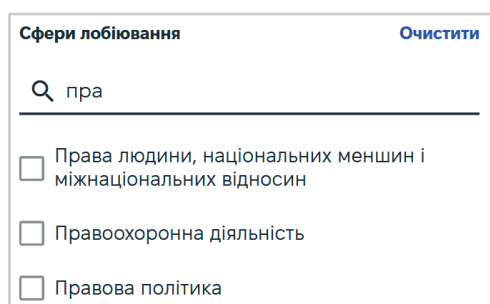 Сфери лобіювання Очистити
пра
Права людини, національних меншин і
міжнаціональних відносин
Правоохоронна діяльність
Правова політика